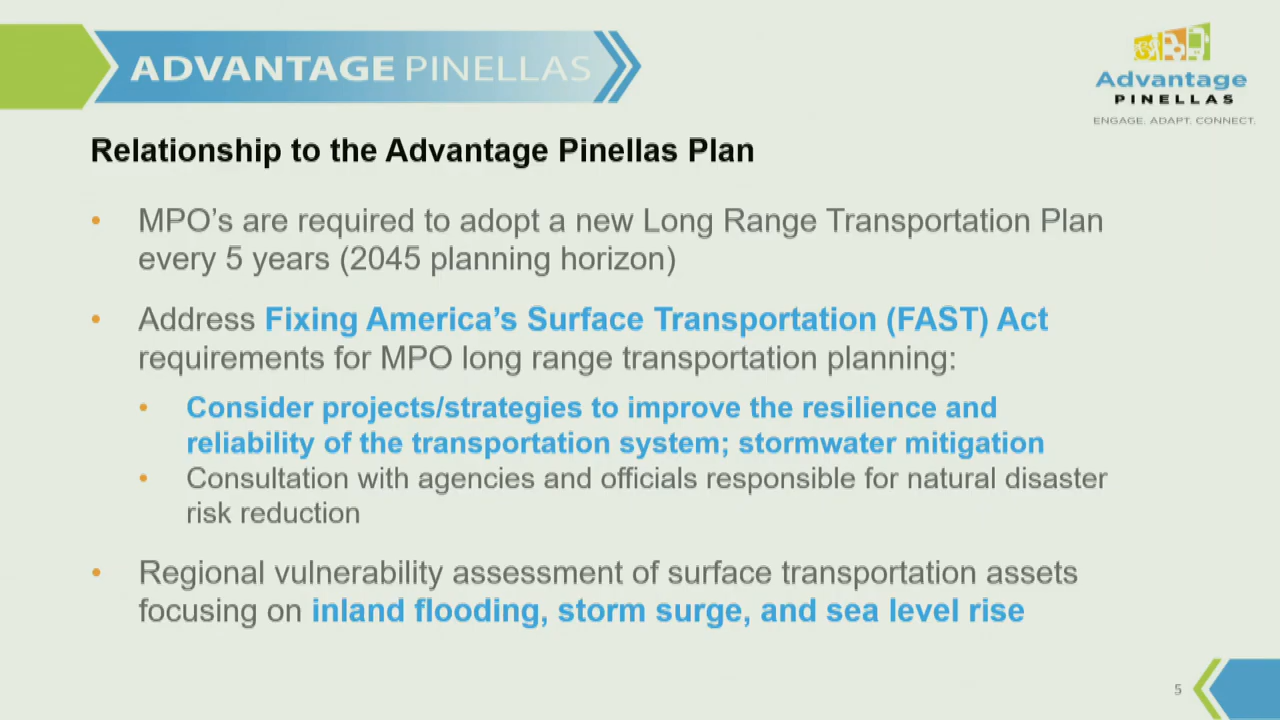 ADVANTAGE PINELLAS
Advantage
PINELLAS
ENGAGE. ADAPT. CONNECT.
Relationship to the Advantage Pinellas Plan
• MPO’s are required to adopt a new Long Range Transportation Plan
every 5 years (2045 planning horizon)
• Address Fixing America’s Surface Transportation (FAST) Act
requirements for MPO long range transportation planning:
• Consider projects/strategies to improve the resilience and
reliability of the transportation system; stormwater mitigation
• Consultation with agencies and officials responsible for natural disaster
risk reduction
• Regional vulnerability assessment of surface transportation assets
focusing on inland flooding, storm surge, and sea level rise
5